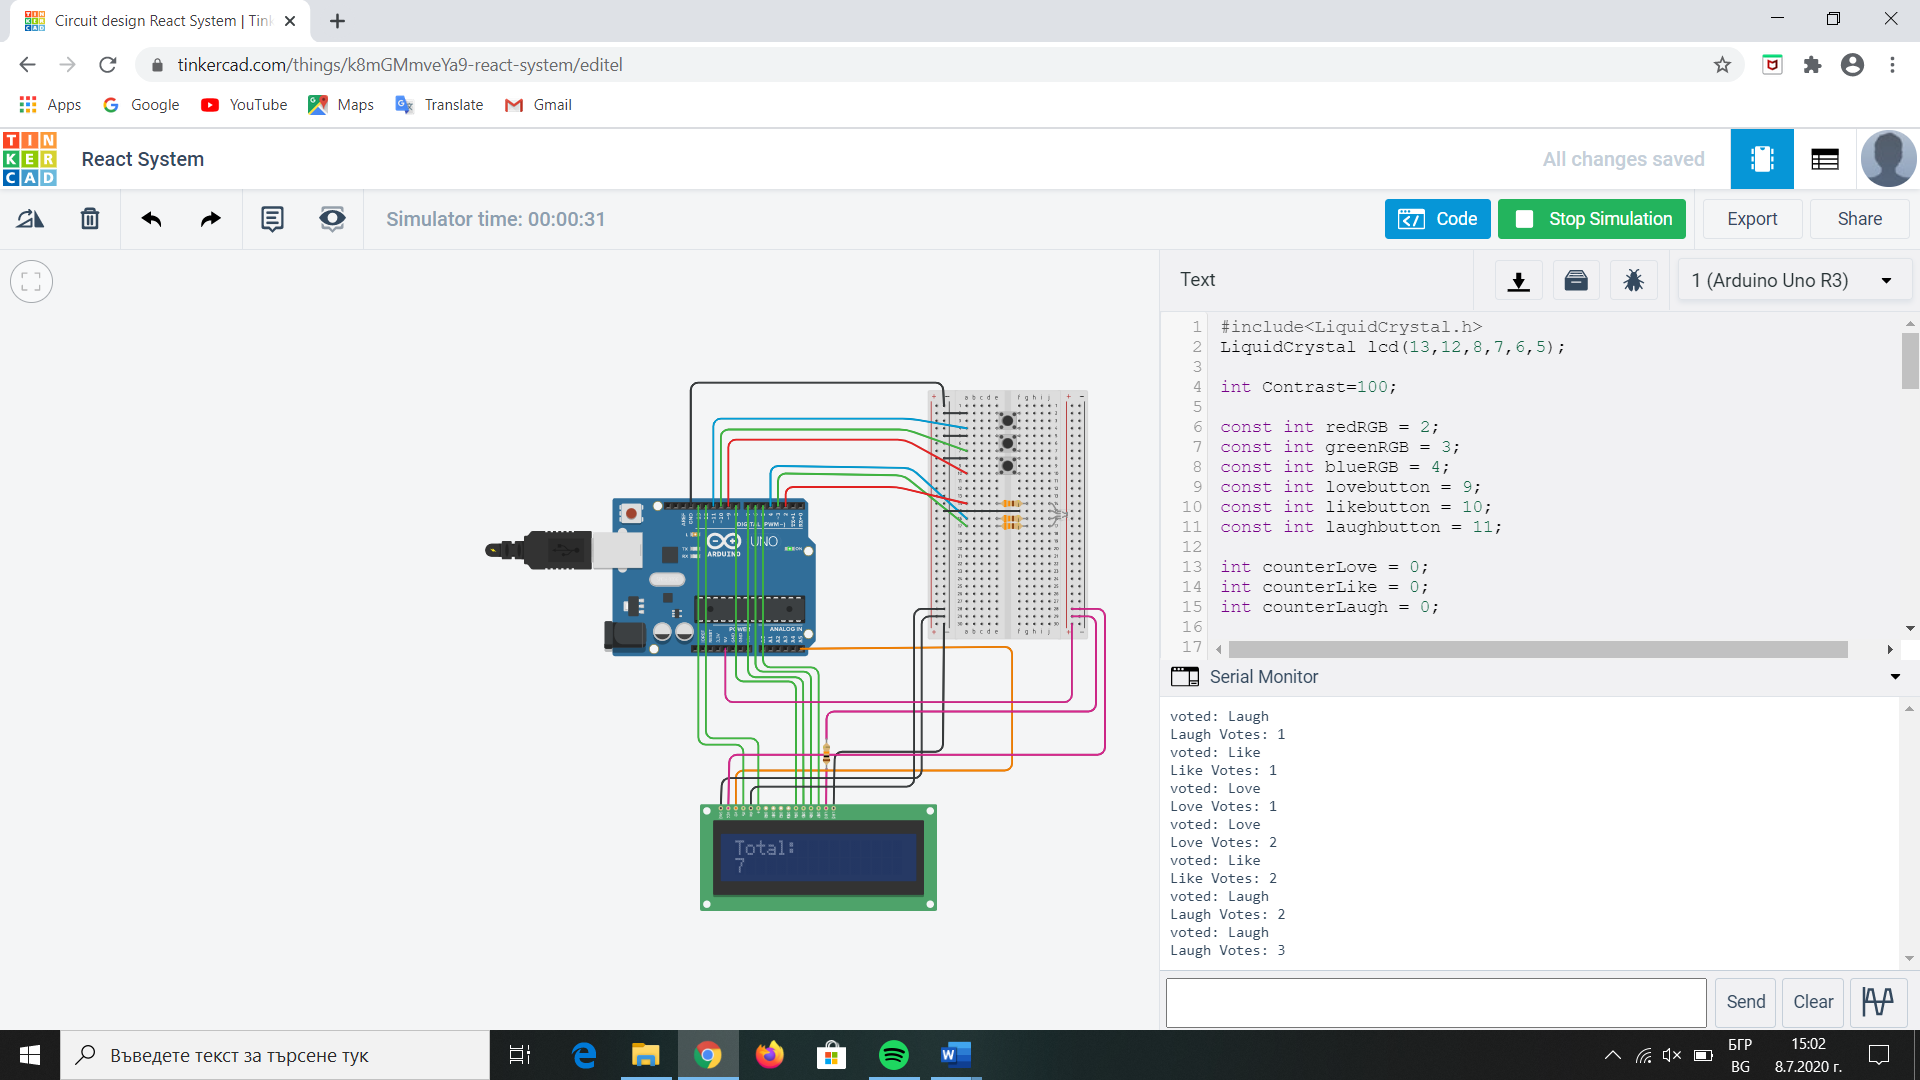 Circuit design React System | Tink
tinkercad.com/things/k8mGMmveYa9-react-system/editel
Apps Google YouTube Maps Translate Gmail
TINKERCAD React System All changes saved
Simulator time: 00:00:31 Code Stop Simulation Export Share
Text 1 (Arduino Uno R3)
1 #include<LiquidCrystal.h>
2 LiquidCrystal lcd(13,12,8,7,6,5);
3
4 int Contrast=100;
5
6 const int redRGB = 2;
7 const int greenRGB = 3;
8 const int blueRGB = 4;
9 const int lovebutton = 9;
10 const int likebutton = 10;
11 const int laughbutton = 11;
12
13 int counterLove = 0;
14 int counterLike = 0;
15 int counterLaugh = 0;
16
17
UNO
ARDUINO
ANALOG IN
Total:
7
Serial Monitor
voted: Laugh
Laugh Votes: 1
voted: Like
Like Votes: 1
voted: Love
Love Votes: 1
voted: Love
Love Votes: 2
voted: Like
Like Votes: 2
voted: Laugh
Laugh Votes: 2
voted: Laugh
Laugh Votes: 3
Send Clear
Въведете текст за търсене тук
БГР
BG
15:02
8.7.2020 г.